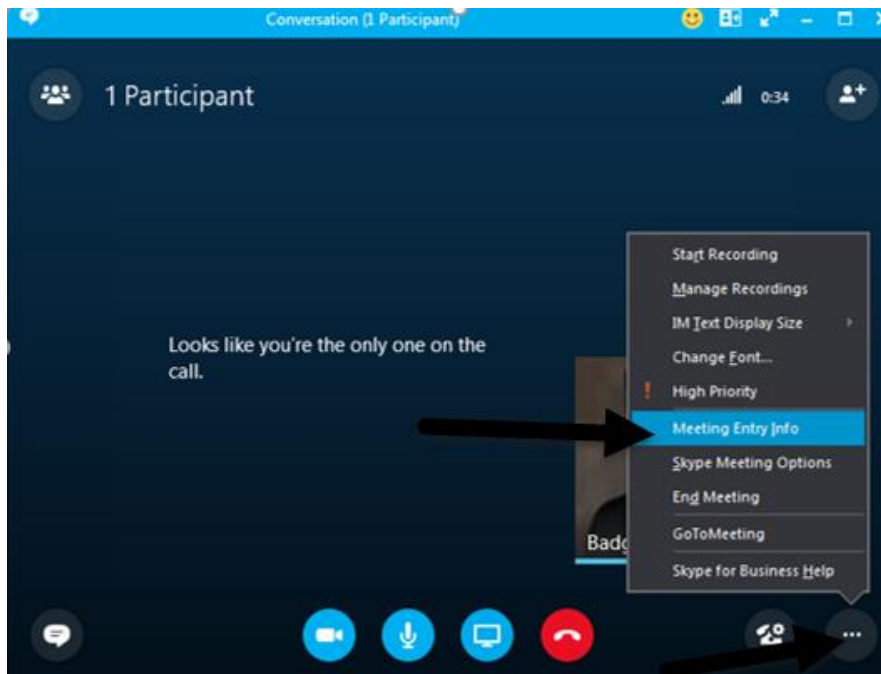 Conversation (1 Participant)
1 Participant
0:34
Start Recording
Manage Recordings
IM Text Display Size
Change Font...
! High Priority
Looks like you're the only one on the
call.
Meeting Entry Info
Skype Meeting Options
End Meeting
GoToMeeting
Skype for Business Help
Badg
...